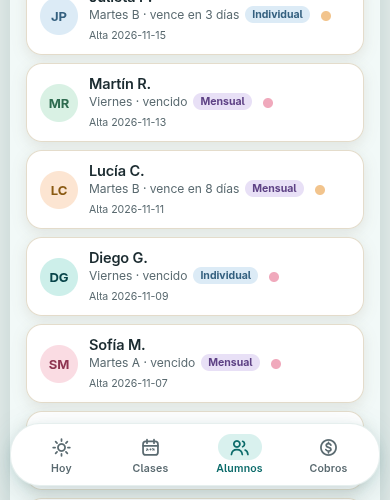 JP
Martes B · vence en 3 días Individual
Alta 2026-11-15
MR
Martín R.
Viernes · vencido Mensual
Alta 2026-11-13
LC
Lucía C.
Martes B · vence en 8 días Mensual
Alta 2026-11-11
DG
Diego G.
Viernes · vencido Individual
Alta 2026-11-09
SM
Sofía M.
Martes A · vencido Mensual
Alta 2026-11-07
Hoy Clases Alumnos Cobros